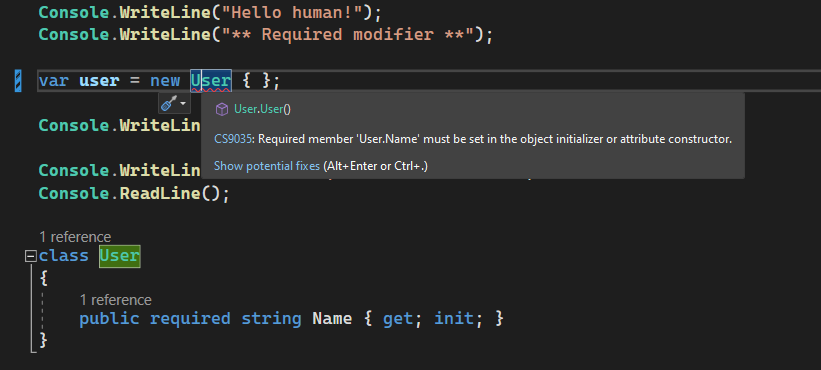 Console.WriteLine("Hello human!");
Console.WriteLine("** Required modifier **");
var user = new User { };
User.User()
Console.WriteLin
CS9035: Required member 'User.Name' must be set in the object initializer or attribute constructor.
Console.WriteLin
Show potential fixes (Alt+Enter or Ctrl+.)
Console.ReadLine();
1 reference
class User
{
1 reference
public required string Name { get; init; }
}